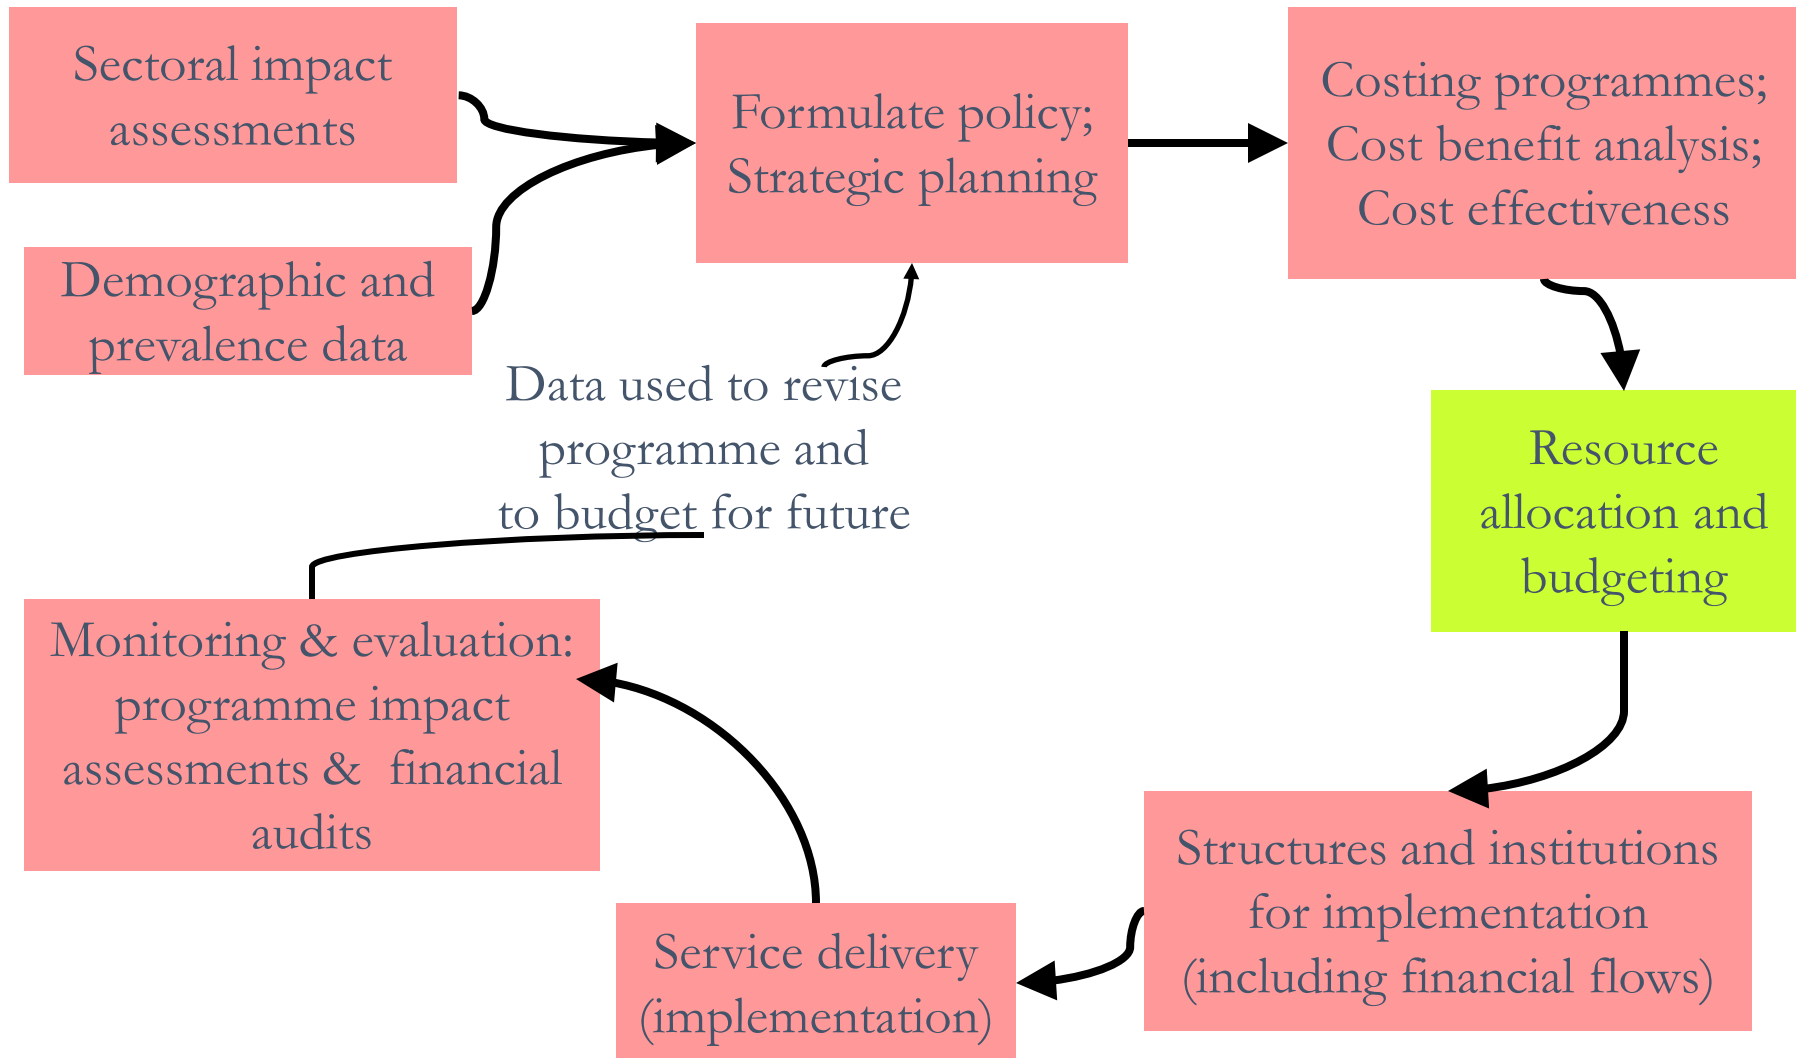 Sectoral impact
assessments
Formulate policy;
Strategic planning
Costing programmes;
Cost benefit analysis;
Cost effectiveness
Demographic and
prevalence data
Data used to revise
programme and
to budget for future
Resource
allocation and
budgeting
Monitoring & evaluation:
programme impact
assessments & financial
audits
Structures and institutions
for implementation
(including financial flows)
Service delivery
(implementation)